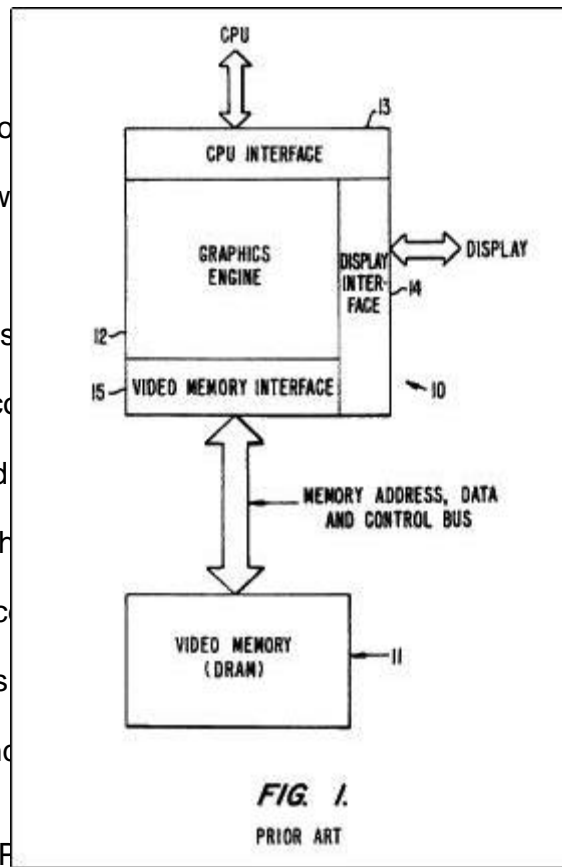 CPU
13
CPU INTERFACE
GRAPHICS
ENGINE
DISPLAY
INTER-
FACE
DISPLAY
14
12
15
VIDEO MEMORY INTERFACE
10
MEMORY ADDRESS, DATA
AND CONTROL BUS
VIDEO MEMORY
(DRAM)
11
FIG. 1.
PRIOR ART